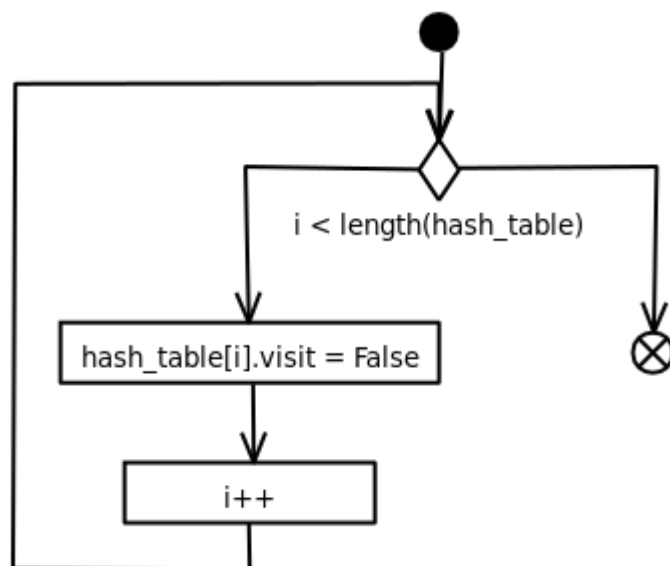 i < length(hash_table)
hash_table[i].visit = False
i++